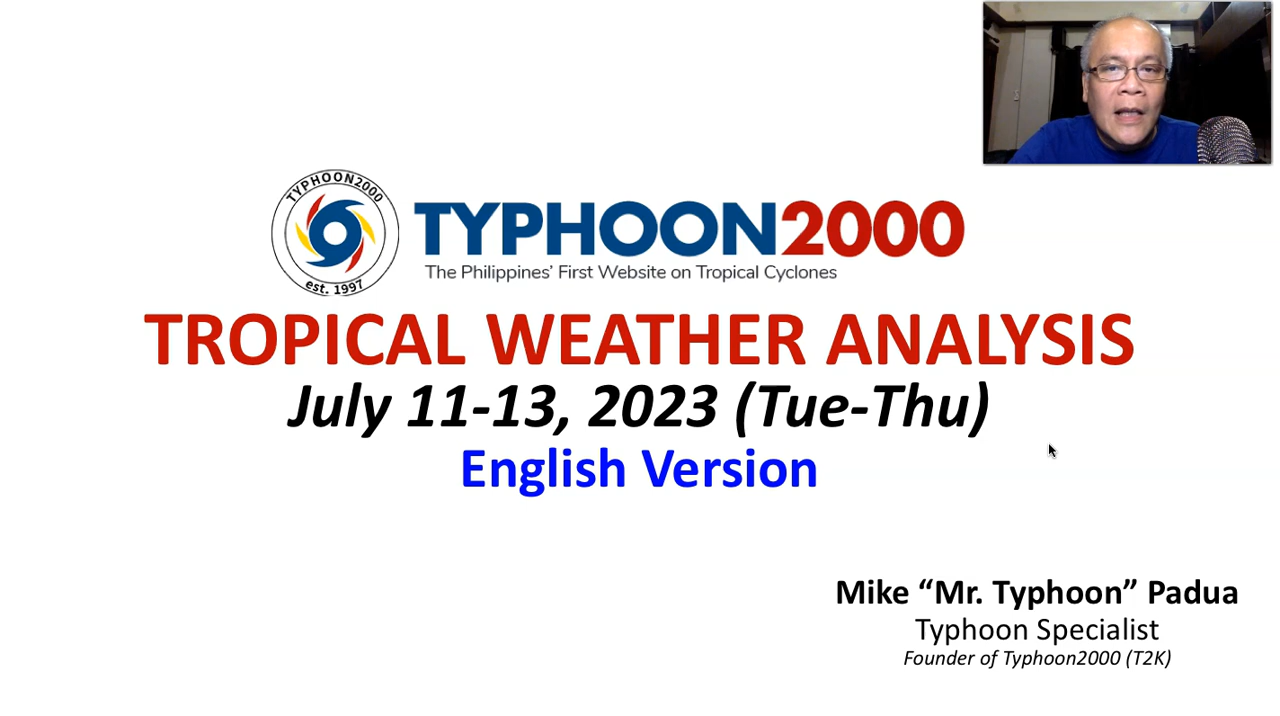 TYPHOON2000
est. 1997
TYPHOON2000
The Philippines' First Website on Tropical Cyclones
TROPICAL WEATHER ANALYSIS
July 11-13, 2023 (Tue-Thu)
English Version
Mike “Mr. Typhoon” Padua
Typhoon Specialist
Founder of Typhoon2000 (T2K)